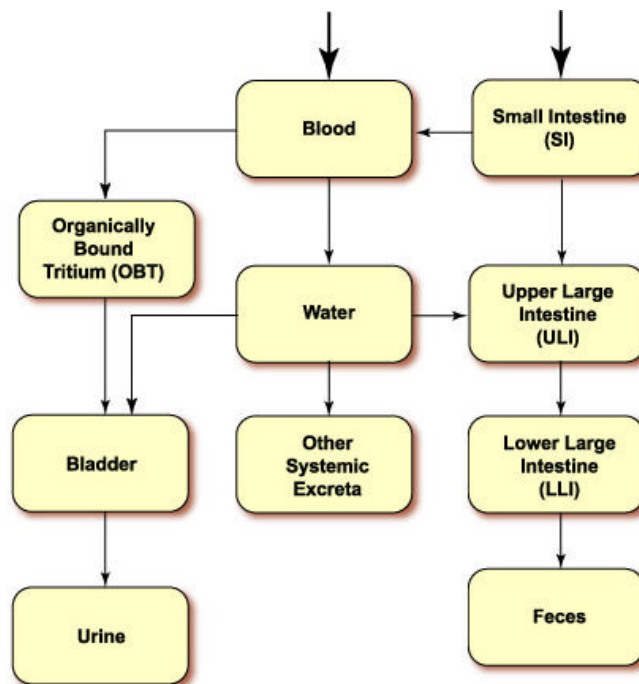 Blood
Small Intestine
(SI)
Organically
Bound
Tritium (OBT)
Water
Upper Large
Intestine
(ULI)
Bladder
Other
Systemic
Excreta
Lower Large
Intestine
(LLI)
Urine
Feces